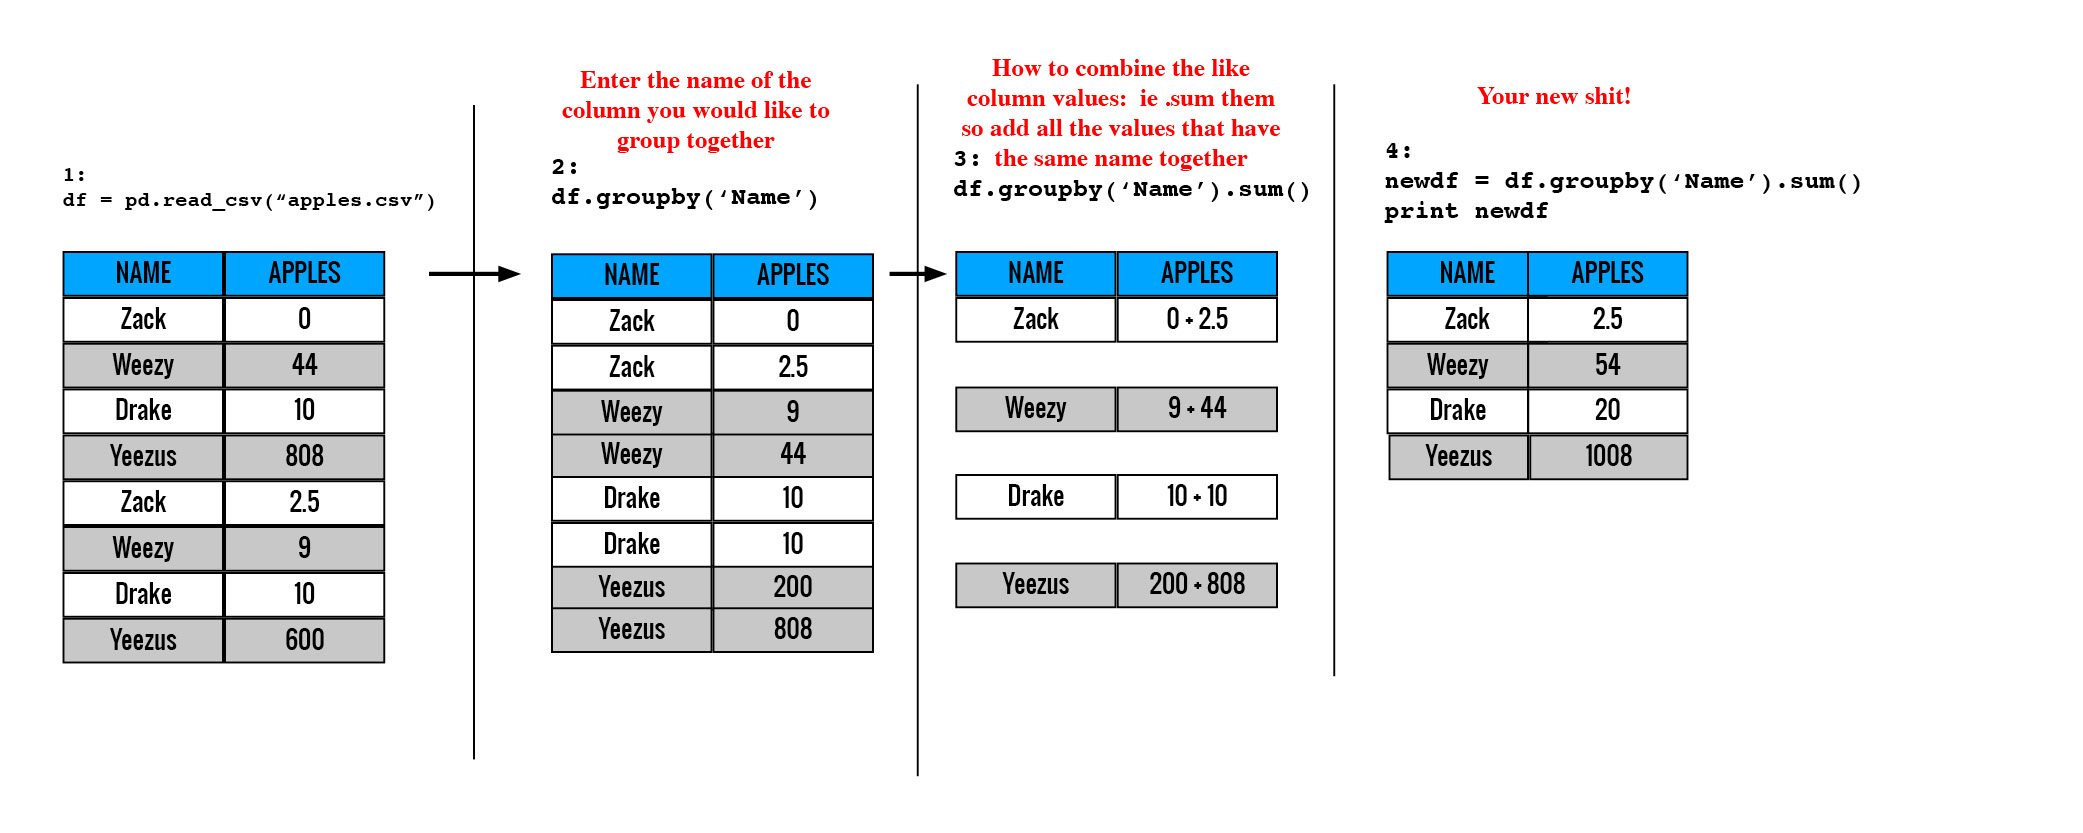 1:
df = pd.read_csv(“apples.csv”)
NAME APPLES
Zack 0
Weezy 44
Drake 10
Yeezus 808
Zack 2.5
Weezy 9
Drake 10
Yeezus 600
Enter the name of the
column you would like to
group together
2:
df.groupby(‘Name’)
NAME APPLES
Zack 0
Zack 2.5
Weezy 9
Weezy 44
Drake 10
Drake 10
Yeezus 200
Yeezus 808
How to combine the like
column values: ie .sum them
so add all the values that have
3: the same name together
df.groupby(‘Name’).sum()
NAME APPLES
Zack 0 + 2.5
Weezy 9 + 44
Drake 10 + 10
Yeezus 200 + 808
Your new shit!
4:
newdf = df.groupby(‘Name’).sum()
print newdf
NAME APPLES
Zack 2.5
Weezy 54
Drake 20
Yeezus 1008